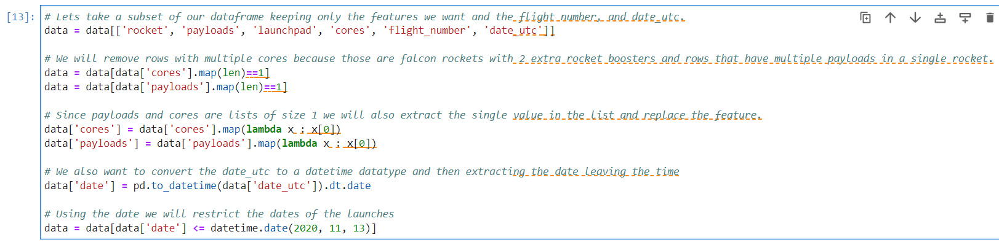 [13]:
# Lets take a subset of our dataframe keeping only the features we want and the flight number, and date_utc.
data = data[['rocket', 'payloads', 'launchpad', 'cores', 'flight_number', 'date_utc']]
# We will remove rows with multiple cores because those are falcon rockets with 2 extra rocket boosters and rows that have multiple payloads in a single rocket.
data = data[data['cores'].map(len)==1]
data = data[data['payloads'].map(len)==1]
# Since payloads and cores are lists of size 1 we will also extract the single value in the list and replace the feature.
data['cores'] = data['cores'].map(lambda x : x[0])
data['payloads'] = data['payloads'].map(lambda x : x[0])
# We also want to convert the date_utc to a datetime datatype and then extracting the date leaving the time
data['date'] = pd.to_datetime(data['date_utc']).dt.date
# Using the date we will restrict the dates of the launches
data = data[data['date'] <= datetime.date(2020, 11, 13)]